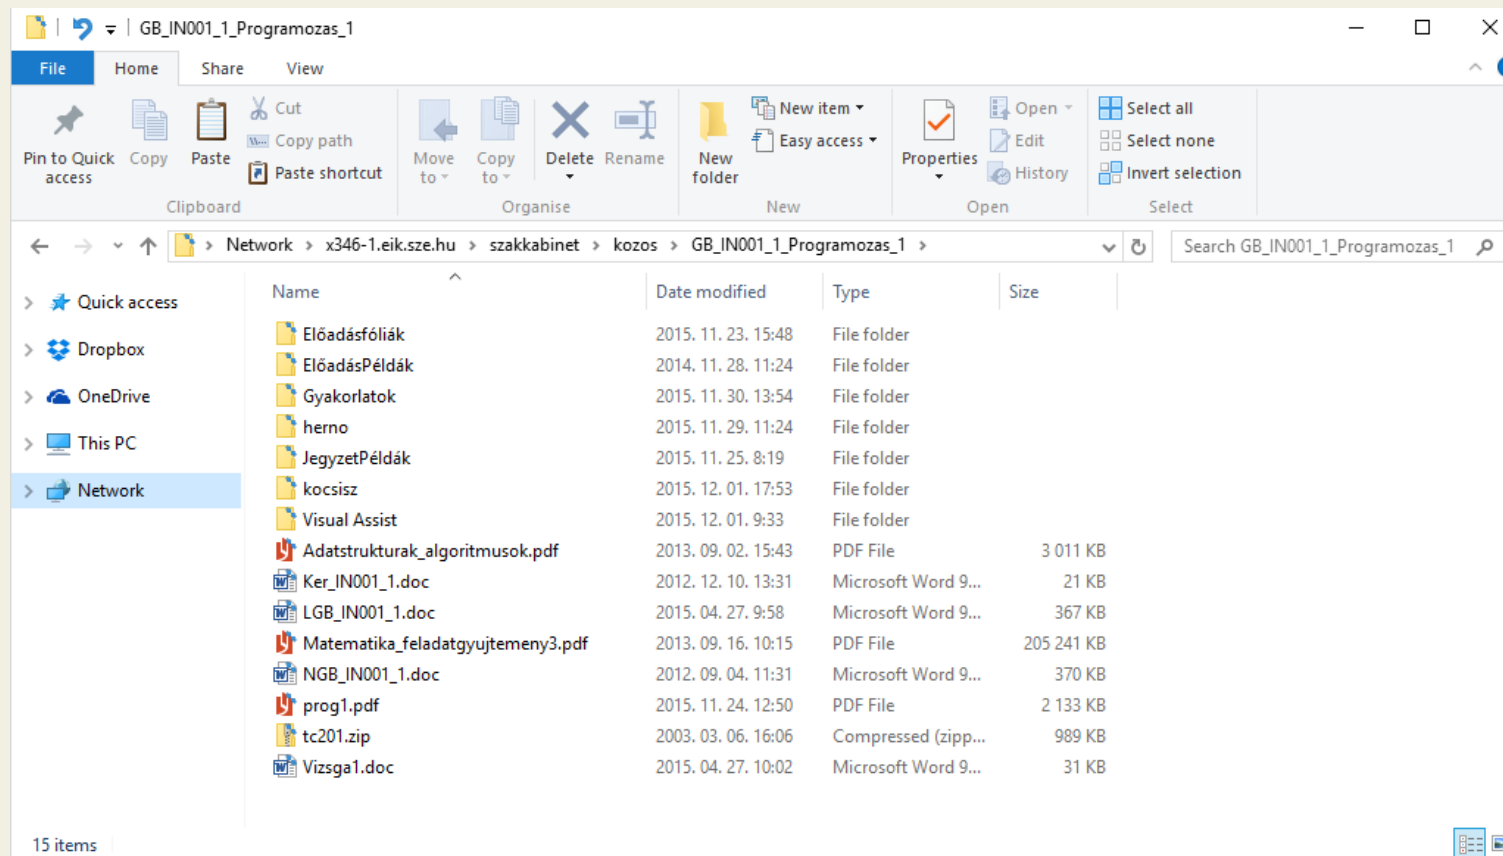 GB_IN001_1_Programozas_1
File Home Share View
Pin to Quick access
Copy
Paste
Cut
Copy path
Paste shortcut
Clipboard
Move to
Copy to
Delete
Rename
Organise
New folder
New item
Easy access
New
Properties
Open
Edit
History
Open
Select all
Select none
Invert selection
Select
Network > x346-1.eik.sze.hu > szakkabinet > kozos > GB_IN001_1_Programozas_1 >
Search GB_IN001_1_Programozas_1
Quick access
Dropbox
OneDrive
This PC
Network
Name Date modified Type Size
Előadásfóliák 2015. 11. 23. 15:48 File folder
ElőadásPéldák 2014. 11. 28. 11:24 File folder
Gyakorlatok 2015. 11. 30. 13:54 File folder
herno 2015. 11. 29. 11:24 File folder
JegyzetPéldák 2015. 11. 25. 8:19 File folder
kocsisz 2015. 12. 01. 17:53 File folder
Visual Assist 2015. 12. 01. 9:33 File folder
Adatstrukturak_algoritmusok.pdf 2013. 09. 02. 15:43 PDF File 3 011 KB
Ker_IN001_1.doc 2012. 12. 10. 13:31 Microsoft Word 9... 21 KB
LGB_IN001_1.doc 2015. 04. 27. 9:58 Microsoft Word 9... 367 KB
Matematika_feladatgyujtemeny3.pdf 2013. 09. 16. 10:15 PDF File 205 241 KB
NGB_IN001_1.doc 2012. 09. 04. 11:31 Microsoft Word 9... 370 KB
prog1.pdf 2015. 11. 24. 12:50 PDF File 2 133 KB
tc201.zip 2003. 03. 06. 16:06 Compressed (zipp... 989 KB
Vizsga1.doc 2015. 04. 27. 10:02 Microsoft Word 9... 31 KB
15 items